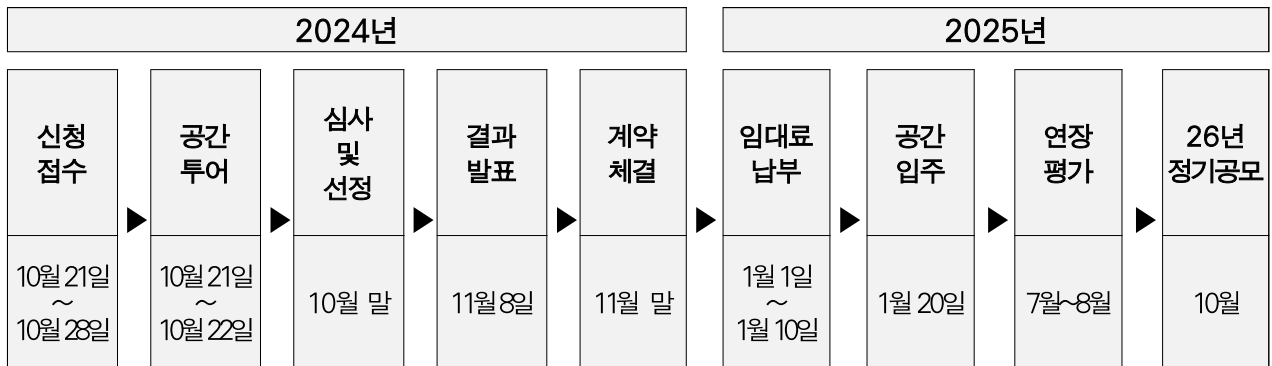 2024년
2025년
신청
접수
공간
투어
심사
및
선정
결과
발표
계약
체결
임대료
납부
공간
입주
연장
평가
26년
정기공모
10월 21일
~
10월 28일
10월 21일
~
10월 22일
10월 말
11월 8일
11월 말
1월 1일
~
1월 10일
1월 20일
7월~8월
10월